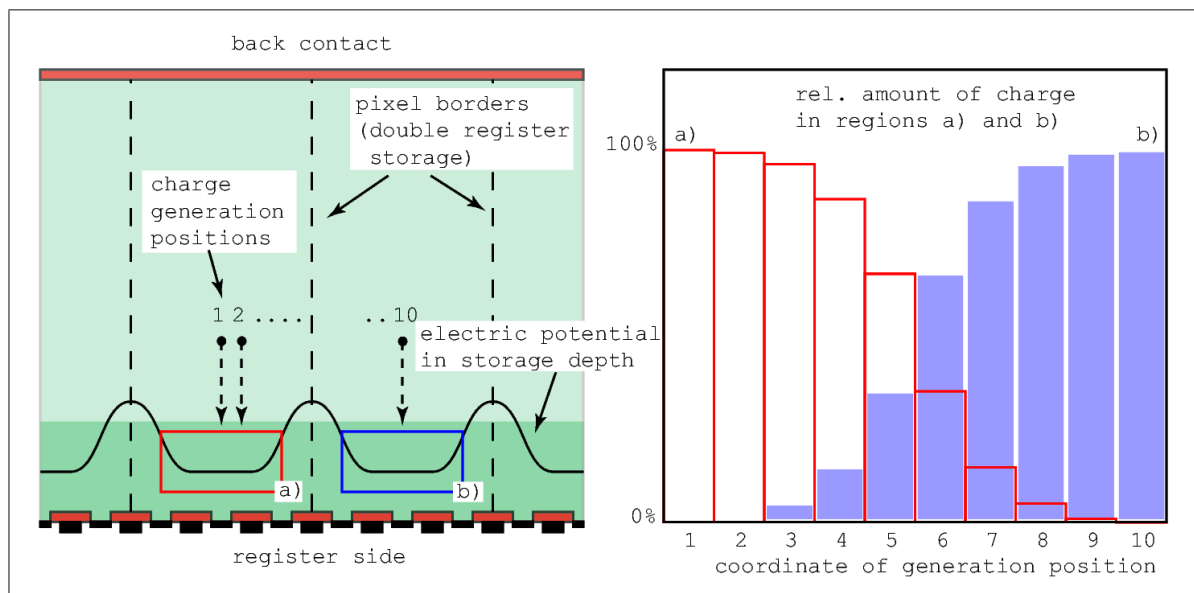 back contact
pixel borders
(double register
storage)
charge
generation
positions
1 2 .... ..10
electric potential
in storage depth
a)
b)
register side
rel. amount of charge
in regions a) and b)
100%
a)
b)
0%
1 2 3 4 5 6 7 8 9 10
coordinate of generation position